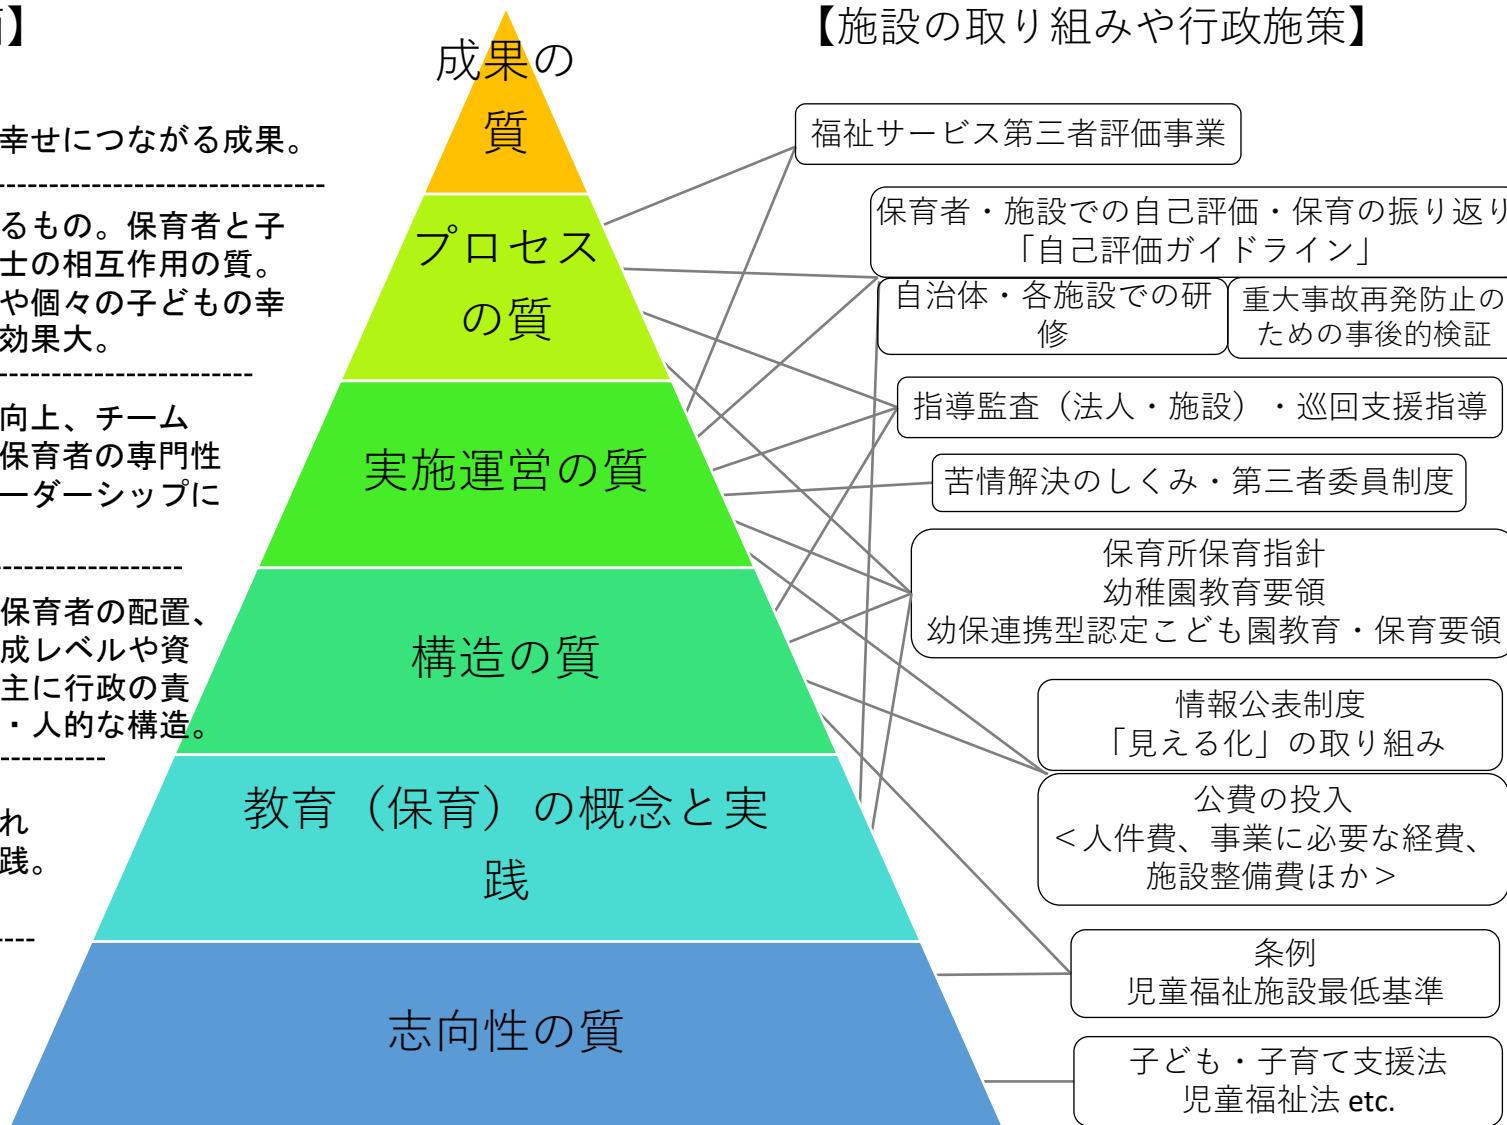 】
【施設の取り組みや行政施策】
幸せにつながる成果。
るもの。保育者と子
士の相互作用の質。
や個々の子どもの幸
効果大。
向上、チーム
保育者の専門性
ーダーシップに
保育者の配置、
成レベルや資
主に行政の責
・人的な構造。
れ
践。
成果の
質
プロセス
の質
実施運営の質
構造の質
教育（保育）の概念と実
践
志向性の質
福祉サービス第三者評価事業
保育者・施設での自己評価・保育の振り返り
「自己評価ガイドライン」
自治体・各施設での研
修
重大事故再発防止の
ための事後的検証
指導監査（法人・施設）・巡回支援指導
苦情解決のしくみ・第三者委員制度
保育所保育指針
幼稚園教育要領
幼保連携型認定こども園教育・保育要領
情報公表制度
「見える化」の取り組み
公費の投入
＜人件費、事業に必要な経費、
施設整備費ほか＞
条例
児童福祉施設最低基準
子ども・子育て支援法
児童福祉法 etc.